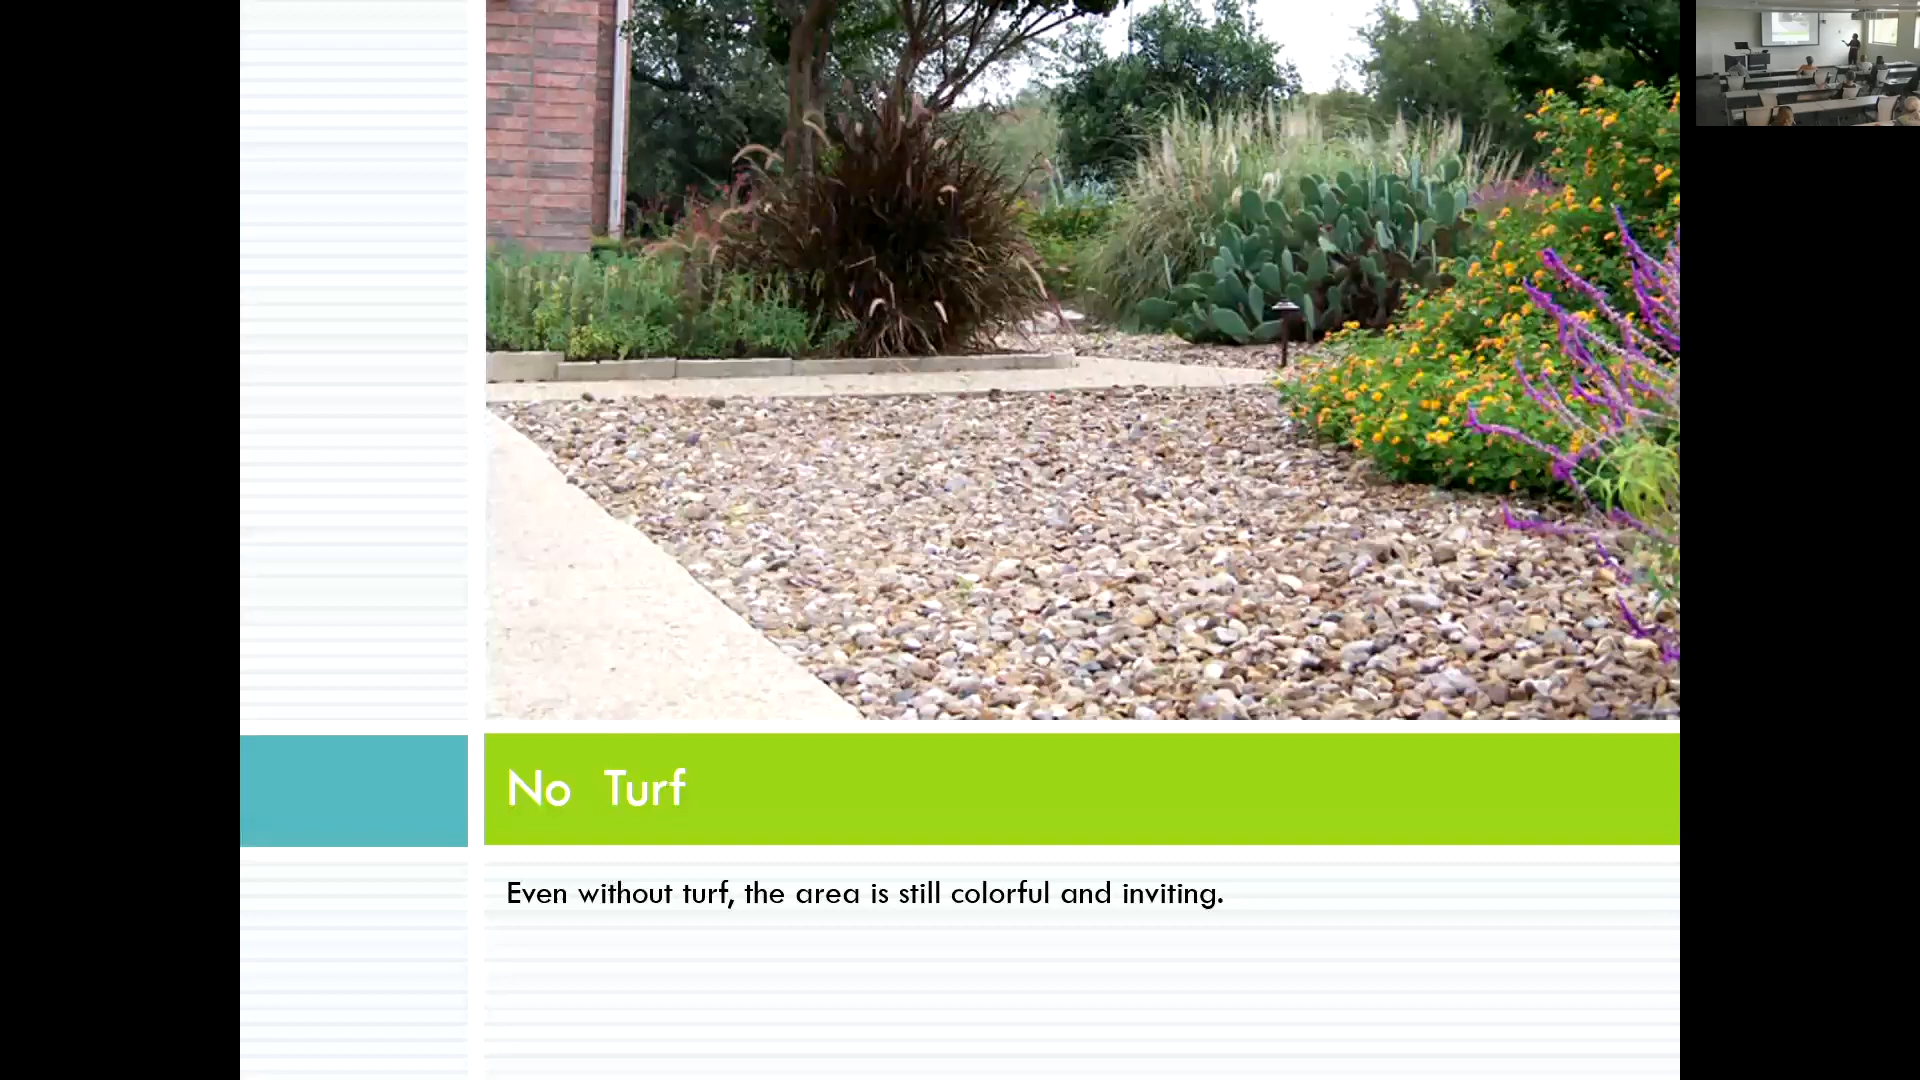 No Turf
Even without turf, the area is still colorful and inviting.